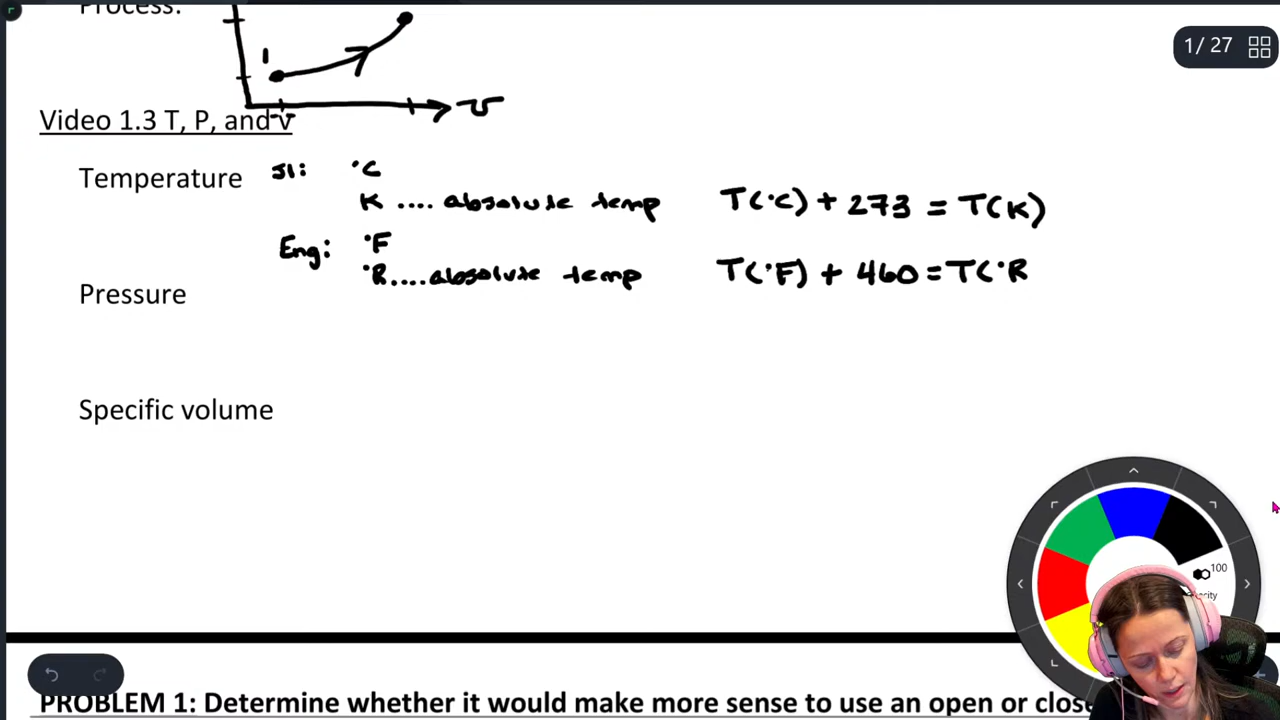 Process:
1/ 27
1
v
Video 1.3 T, P, and v
Temperature SI: °C
K .... absolute temp T(°C) + 273 = T(K)
Eng: °F
°R....absolute temp T(°F) + 460 = T(°R
Pressure
Specific volume
100
PROBLEM 1: Determine whether it would make more sense to use an open or clos